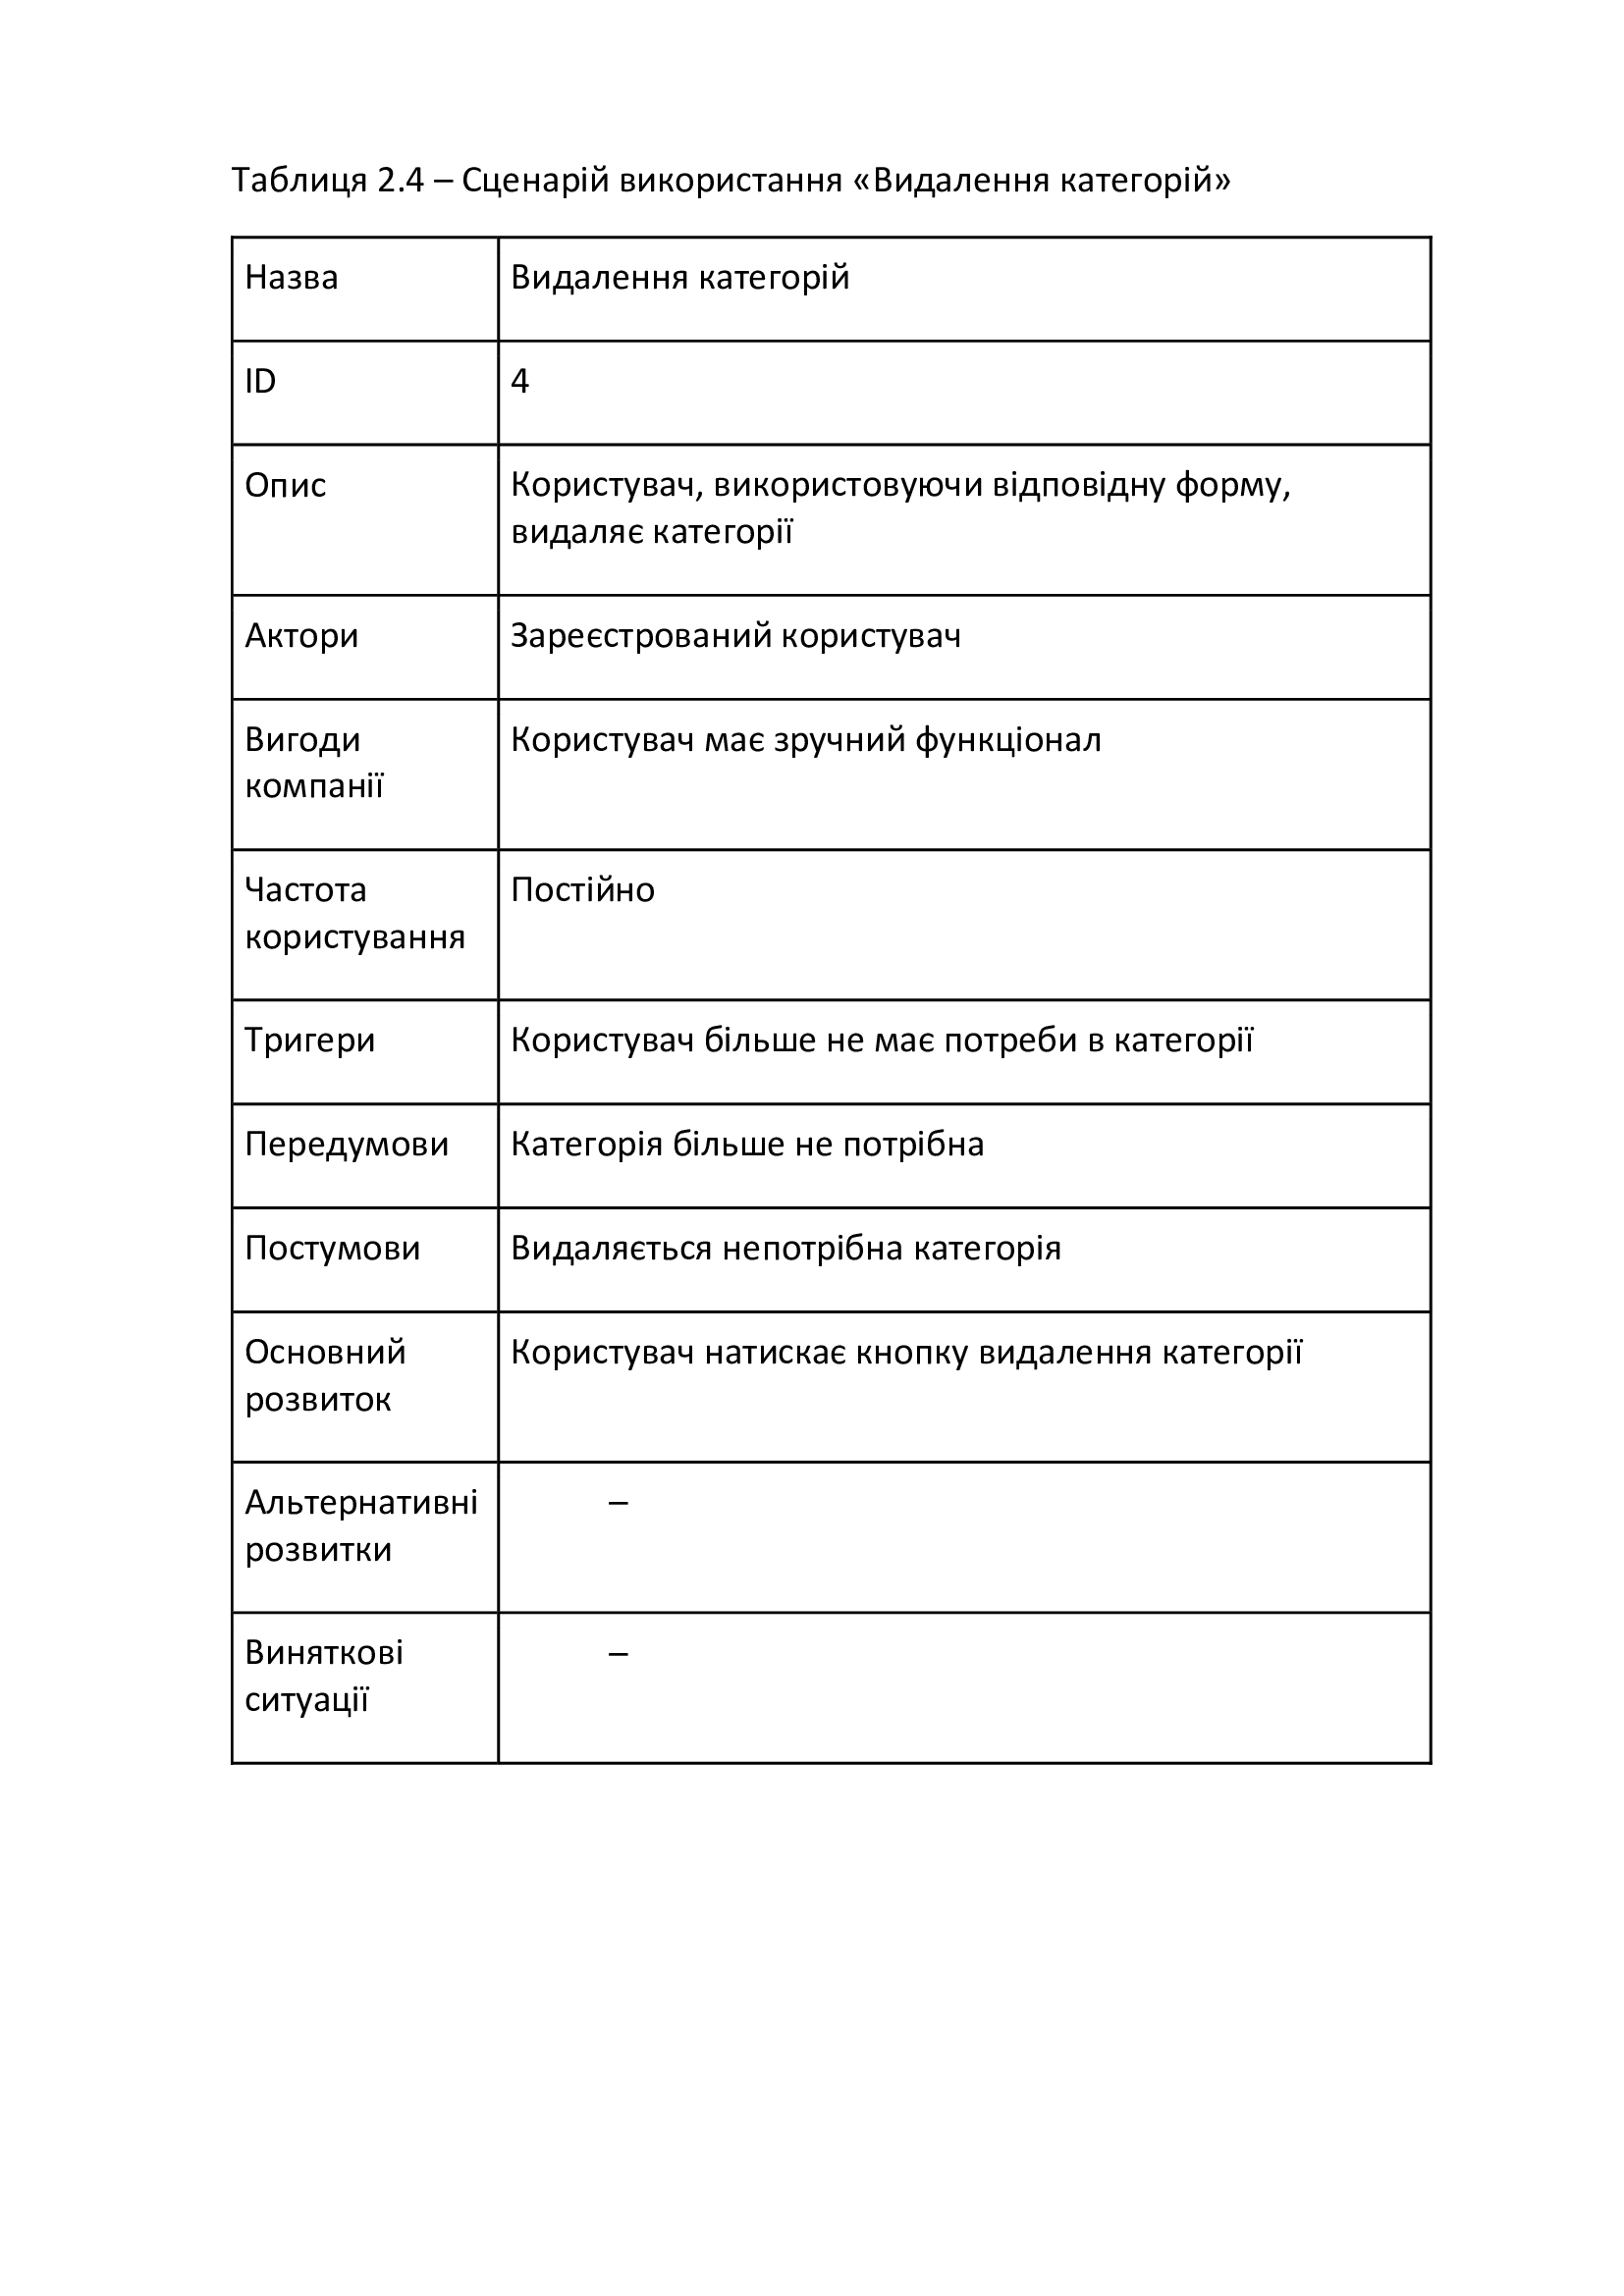 Таблиця 2.4 – Сценарій використання «Видалення категорій»
Назва
Видалення категорій
ID
4
Опис
Користувач, використовуючи відповідну форму,
видаляє категорії
Актори
Зареєстрований користувач
Вигоди
компанії
Користувач має зручний функціонал
Частота
користування
Постійно
Тригери
Користувач більше не має потреби в категорії
Передумови
Категорія більше не потрібна
Постумови
Видаляється непотрібна категорія
Основний
розвиток
Користувач натискає кнопку видалення категорії
Альтернативні
розвитки
–
Виняткові
ситуації
–